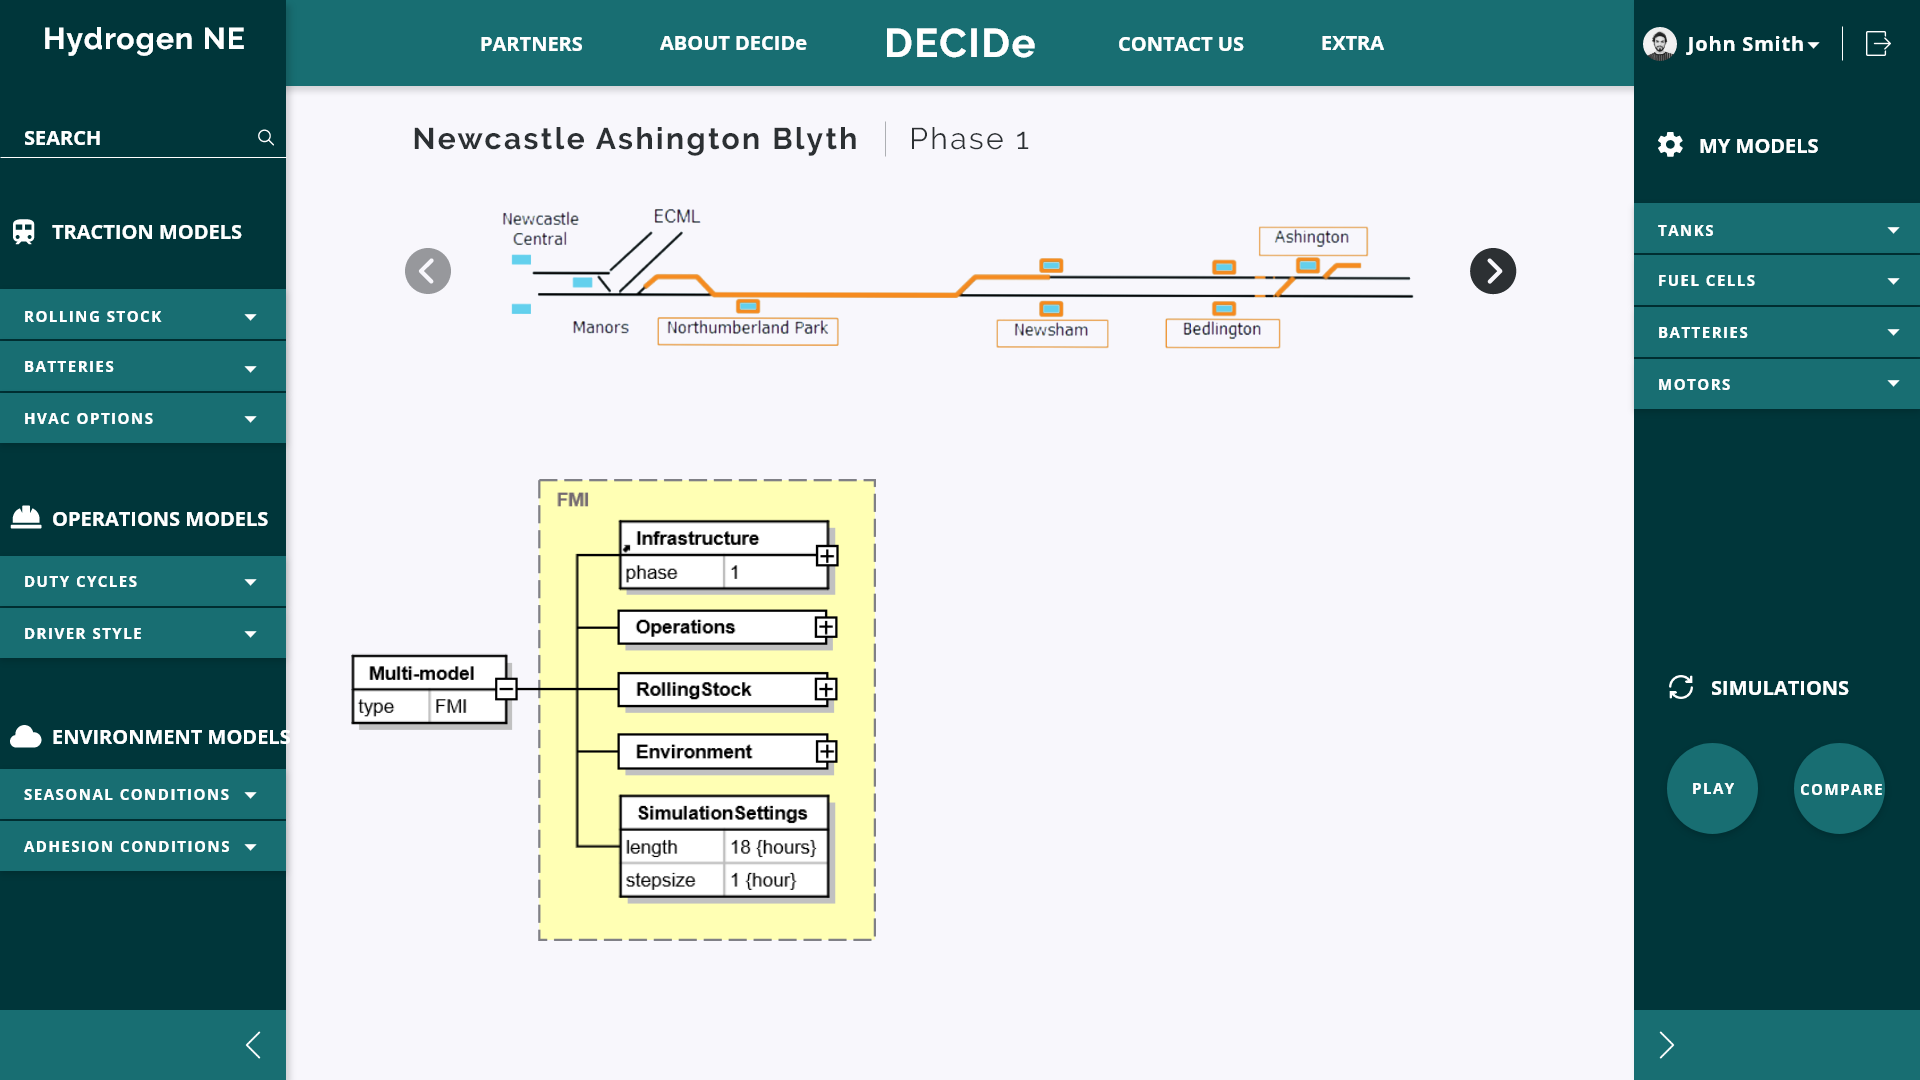 Hydrogen NE
PARTNERS
ABOUT DECIDe
DECIDe
CONTACT US
EXTRA
John Smith
SEARCH
TRACTION MODELS
ROLLING STOCK
BATTERIES
HVAC OPTIONS
OPERATIONS MODELS
DUTY CYCLES
DRIVER STYLE
ENVIRONMENT MODELS
SEASONAL CONDITIONS
ADHESION CONDITIONS
Newcastle Ashington Blyth
Phase 1
Newcastle
Central
ECML
Ashington
Manors
Northumberland Park
Newsham
Bedlington
FMI
Infrastructure
phase 1
Operations
Multi-model
type FMI
RollingStock
Environment
SimulationSettings
length 18 {hours}
stepsize 1 {hour}
MY MODELS
TANKS
FUEL CELLS
BATTERIES
MOTORS
SIMULATIONS
PLAY
COMPARE